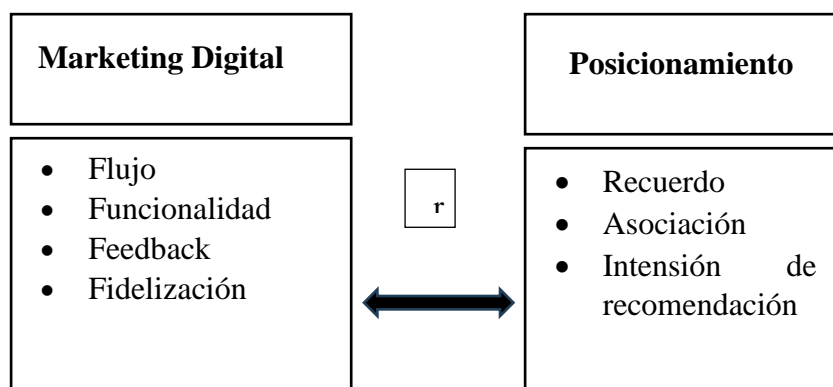 Marketing Digital
• Flujo
• Funcionalidad
• Feedback
• Fidelización
r
Posicionamiento
• Recuerdo
• Asociación
• Intensión de
recomendación